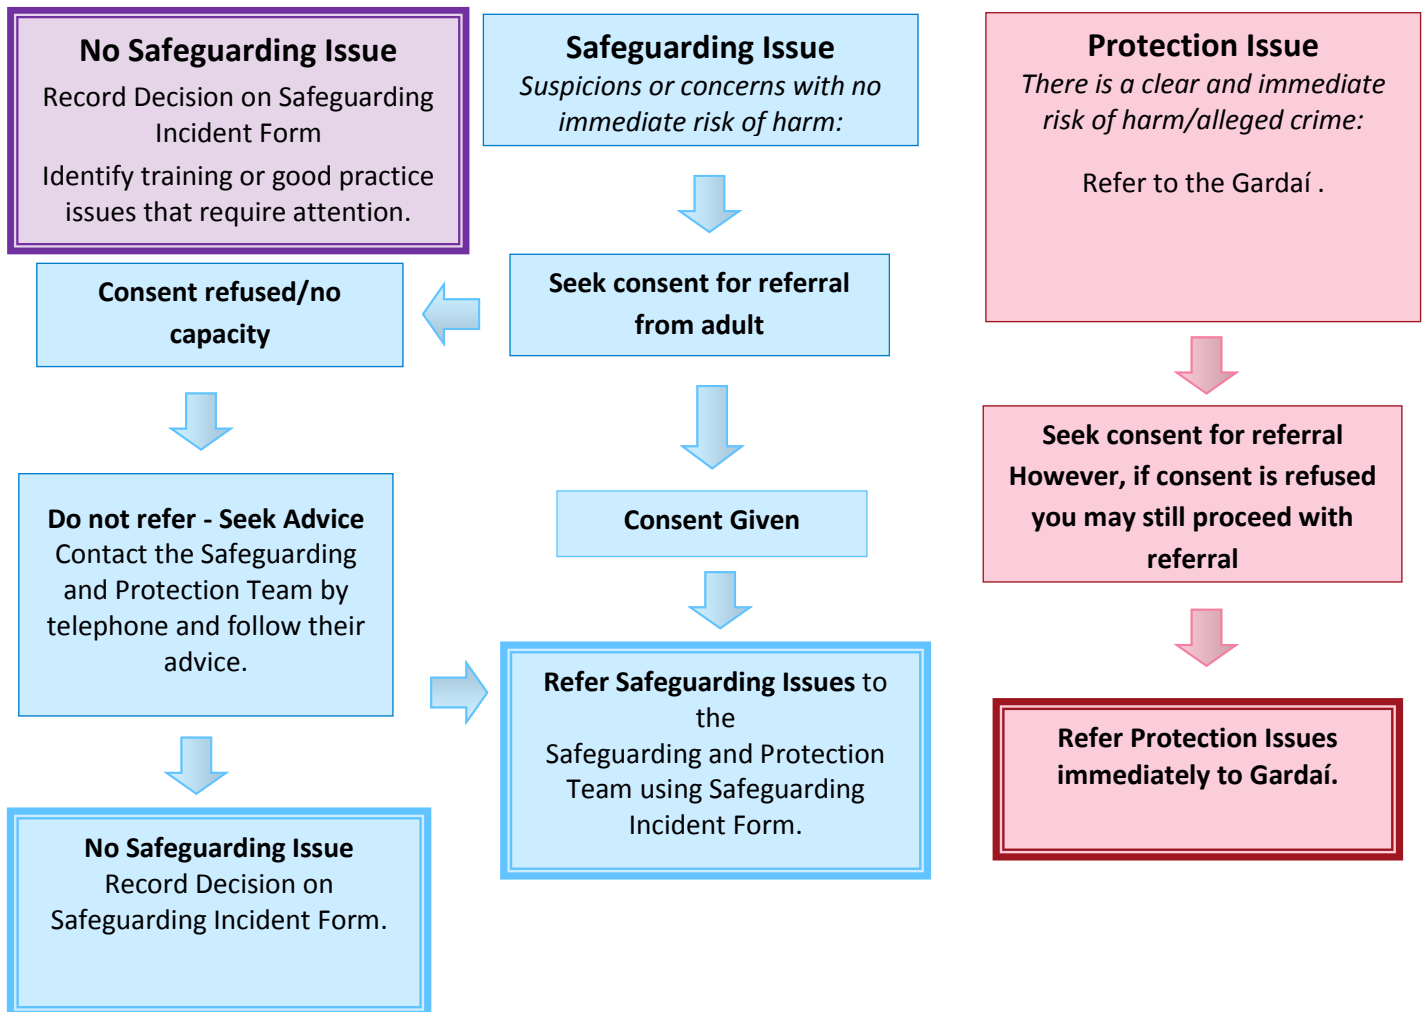 No Safeguarding Issue
Record Decision on Safeguarding
Incident Form
Identify training or good practice
issues that require attention.
Safeguarding Issue
Suspicions or concerns with no
immediate risk of harm:
Protection Issue
There is a clear and immediate
risk of harm/alleged crime:
Refer to the Gardaí .
Consent refused/no
capacity
Seek consent for referral
from adult
Do not refer - Seek Advice
Contact the Safeguarding
and Protection Team by
telephone and follow their
advice.
Consent Given
Seek consent for referral
However, if consent is refused
you may still proceed with
referral
No Safeguarding Issue
Record Decision on
Safeguarding Incident Form.
Refer Safeguarding Issues to
the
Safeguarding and Protection
Team using Safeguarding
Incident Form.
Refer Protection Issues
immediately to Gardaí.